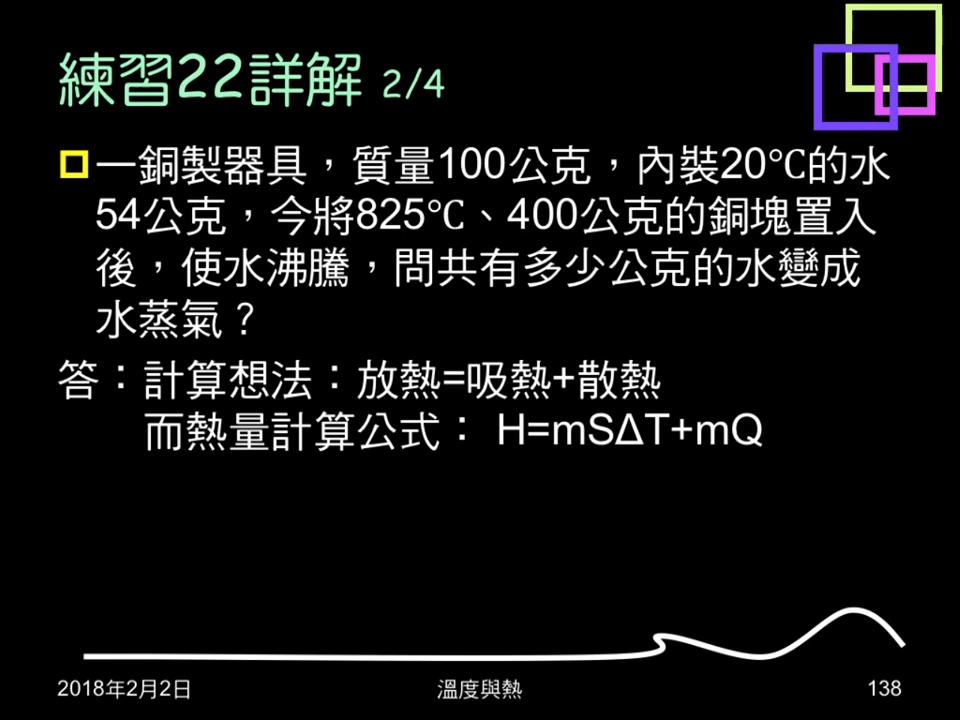 練習22詳解 2/4
一銅製器具，質量100公克，內裝20℃的水
54公克，今將825℃、400公克的銅塊置入
後，使水沸騰，問共有多少公克的水變成
水蒸氣？
答：計算想法：放熱=吸熱+散熱
而熱量計算公式： H=mSΔT+mQ
2018年2月2日
溫度與熱
138